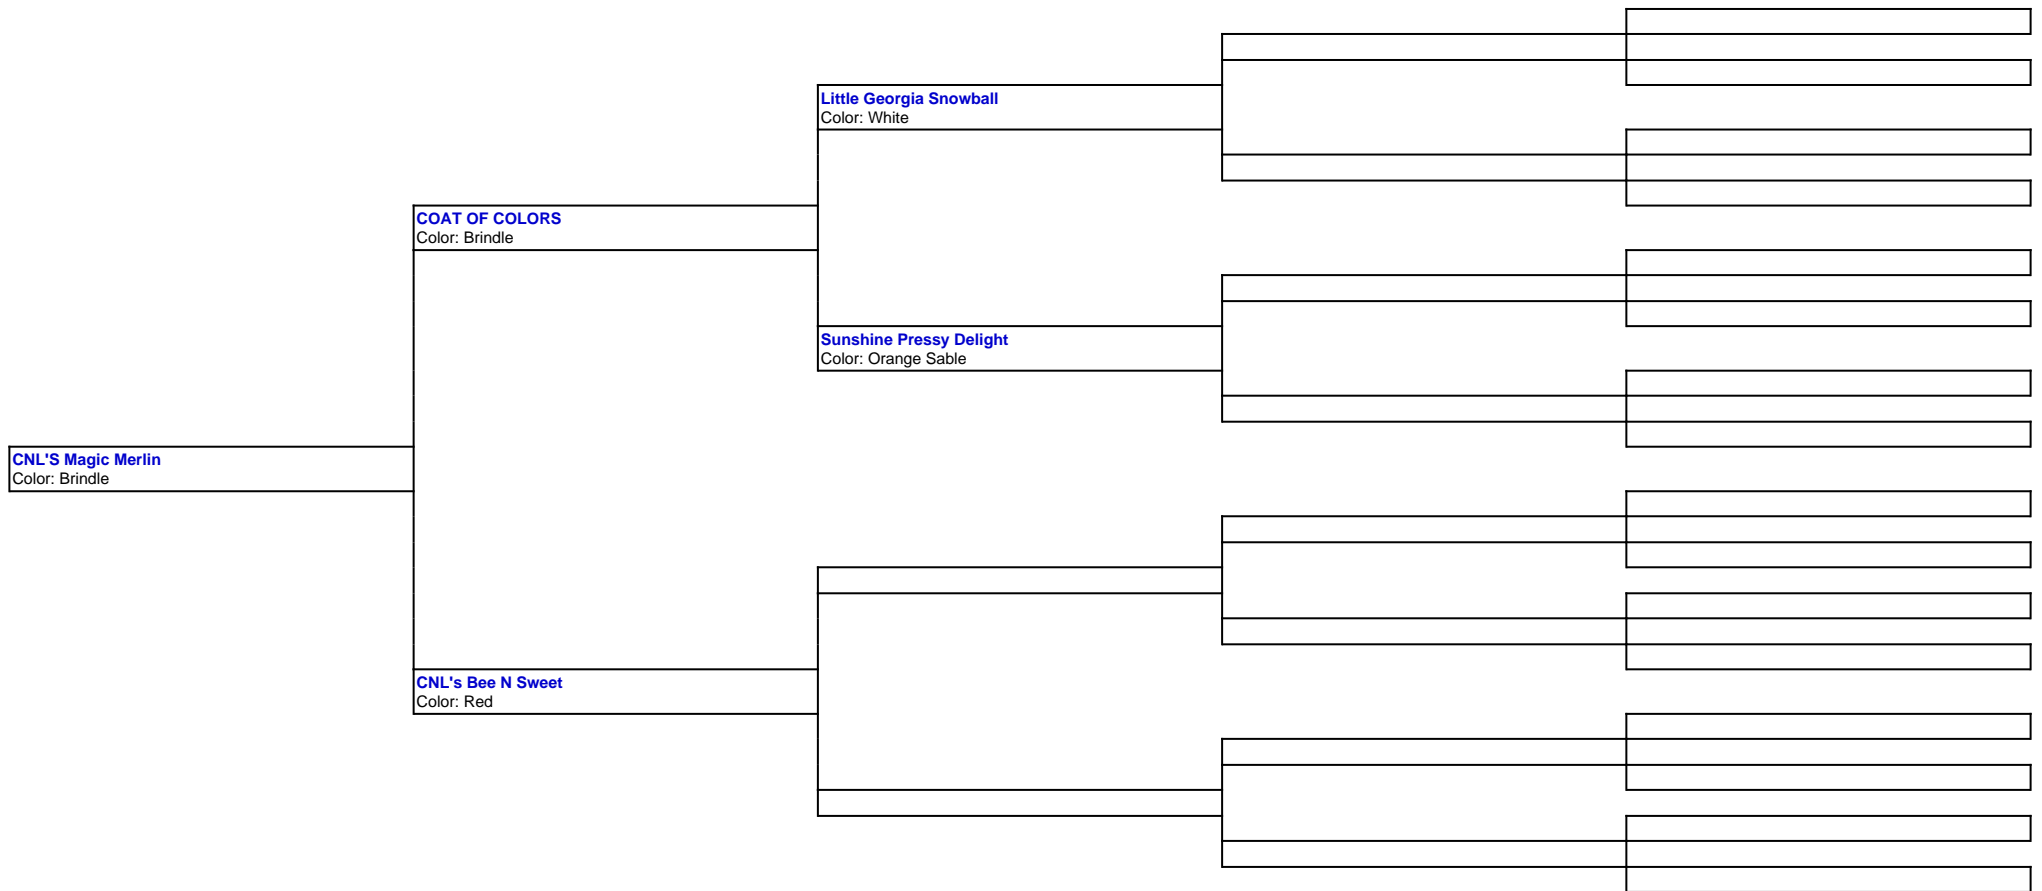 Little Georgia Snowball
Color: White
COAT OF COLORS
Color: Brindle
Sunshine Pressy Delight
Color: Orange Sable
CNL'S Magic Merlin
Color: Brindle
CNL's Bee N Sweet
Color: Red